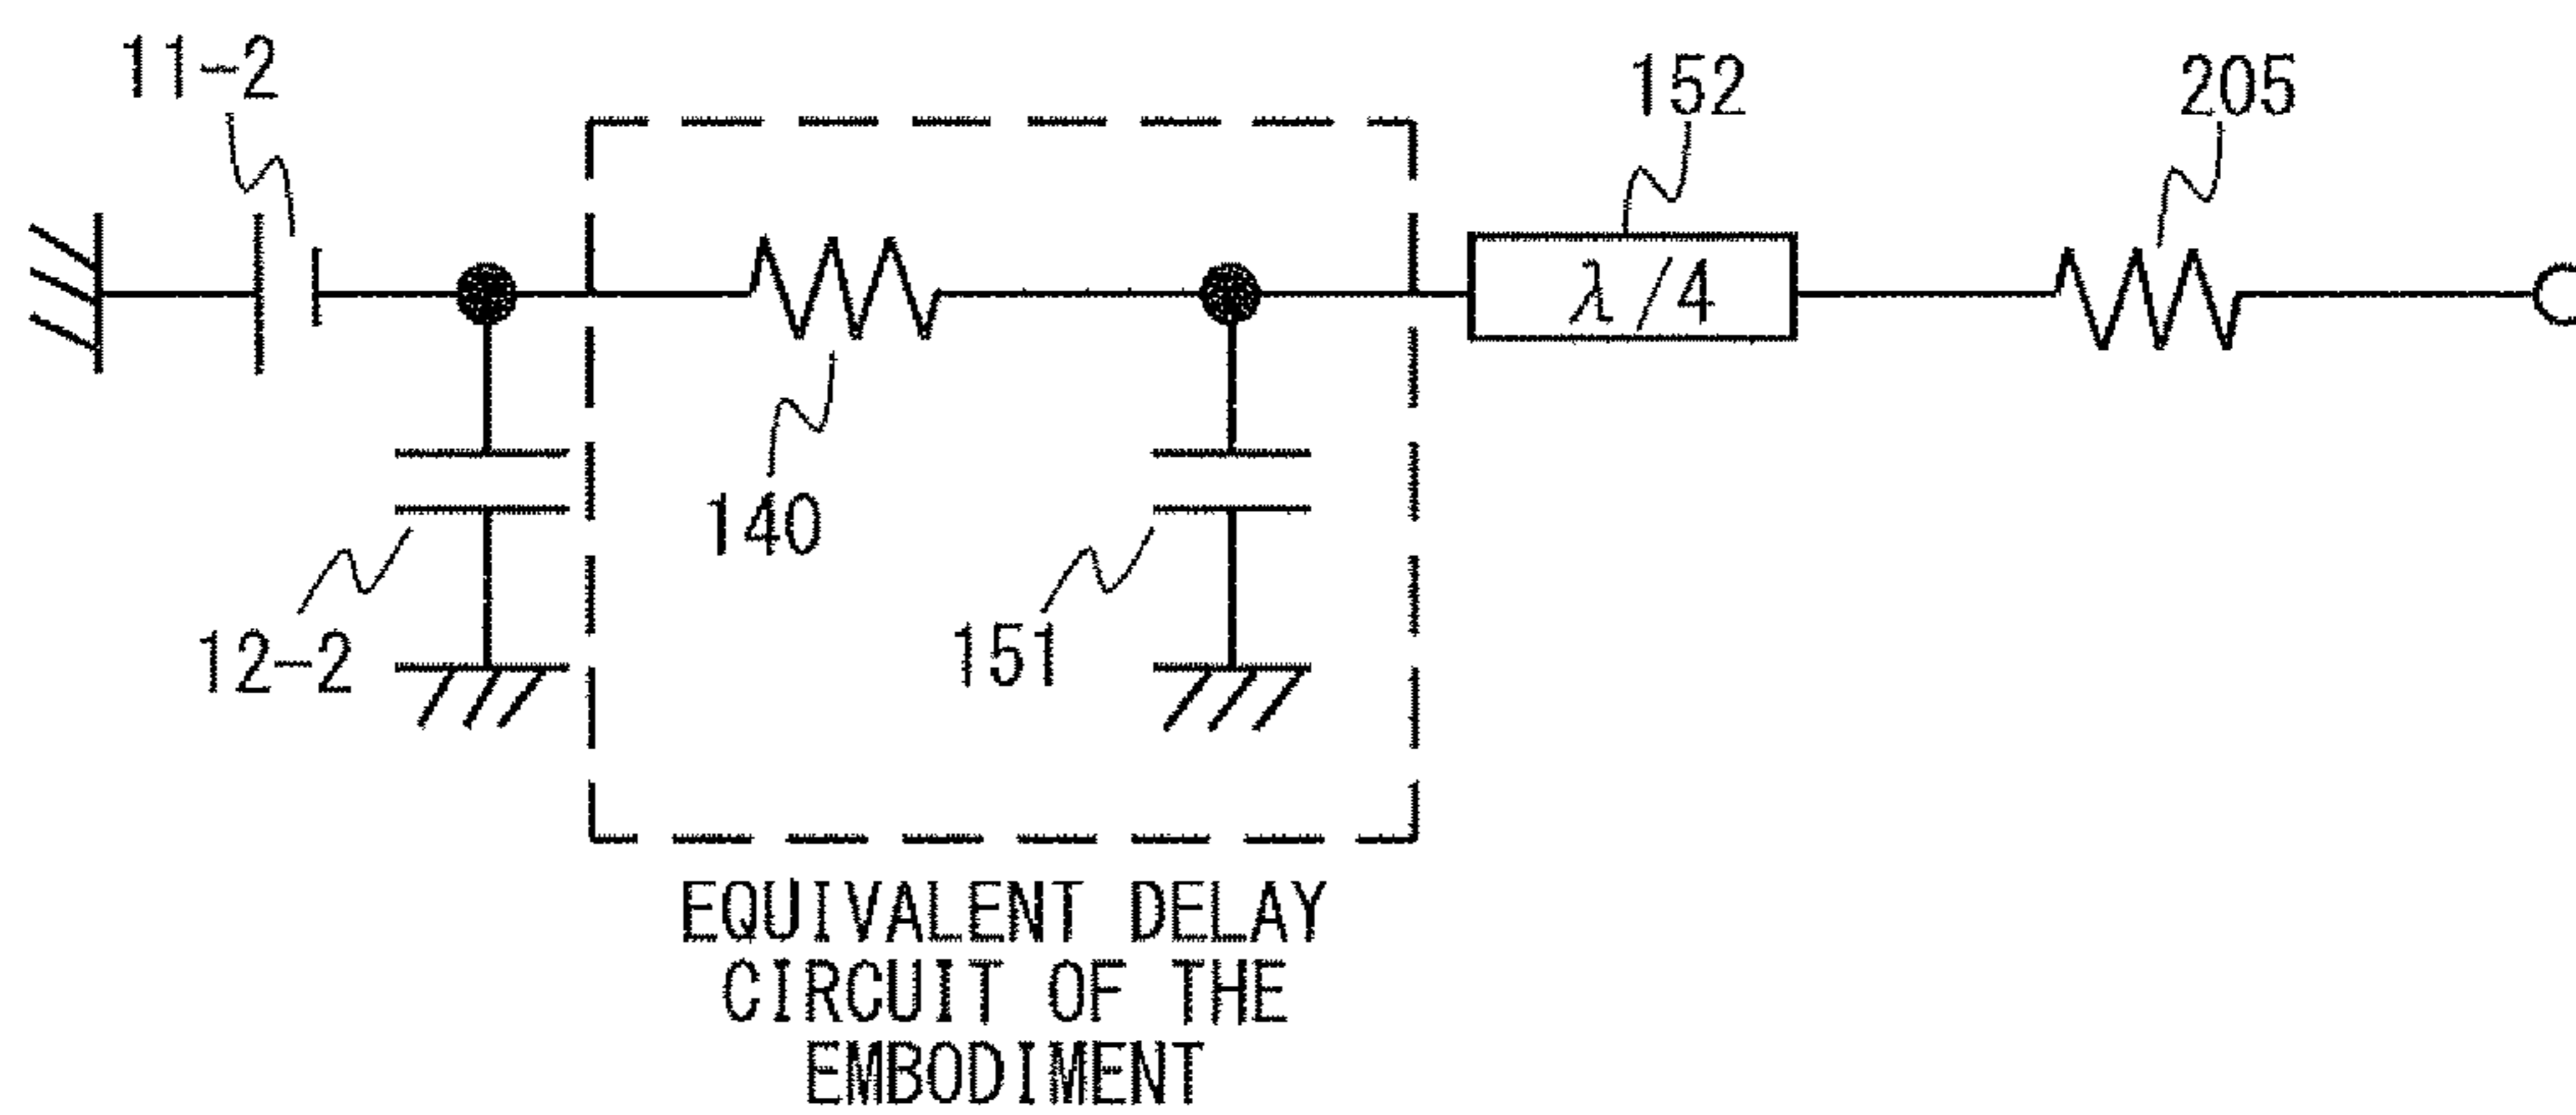 11-2
152
205
λ/4
140
12-2
151
EQUIVALENT DELAY
CIRCUIT OF THE
EMBODIMENT